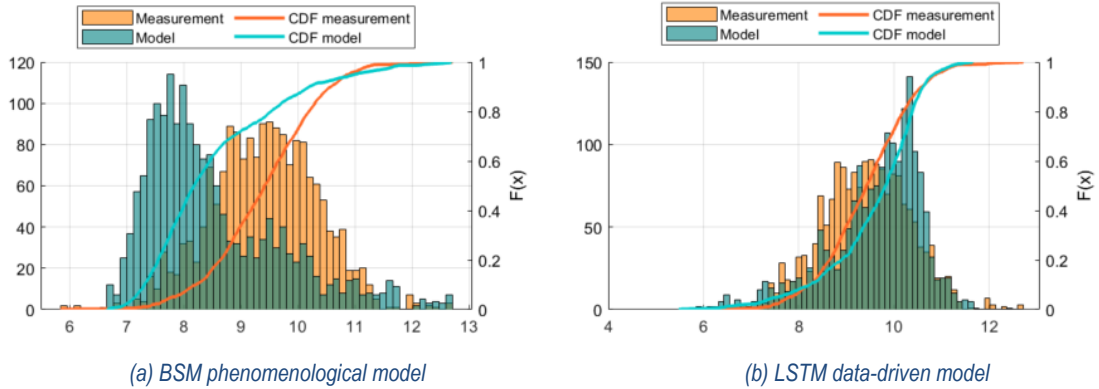 Measurement CDF measurement
Model CDF model
Measurement CDF measurement
Model CDF model
120
100
80
60
40
20
0
1
0.8
0.6
0.4
0.2
0
F(x)
6 7 8 9 10 11 12 13
150
100
50
0
1
0.8
0.6
0.4
0.2
0
F(x)
4 6 8 10 12
(a) BSM phenomenological model
(b) LSTM data-driven model